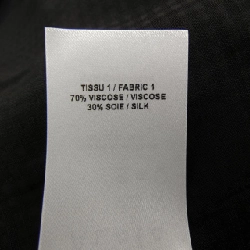 TISSU 1 / FABRIC 1
70% VISCOSE / VISCOSE
30% SOIE / SILK